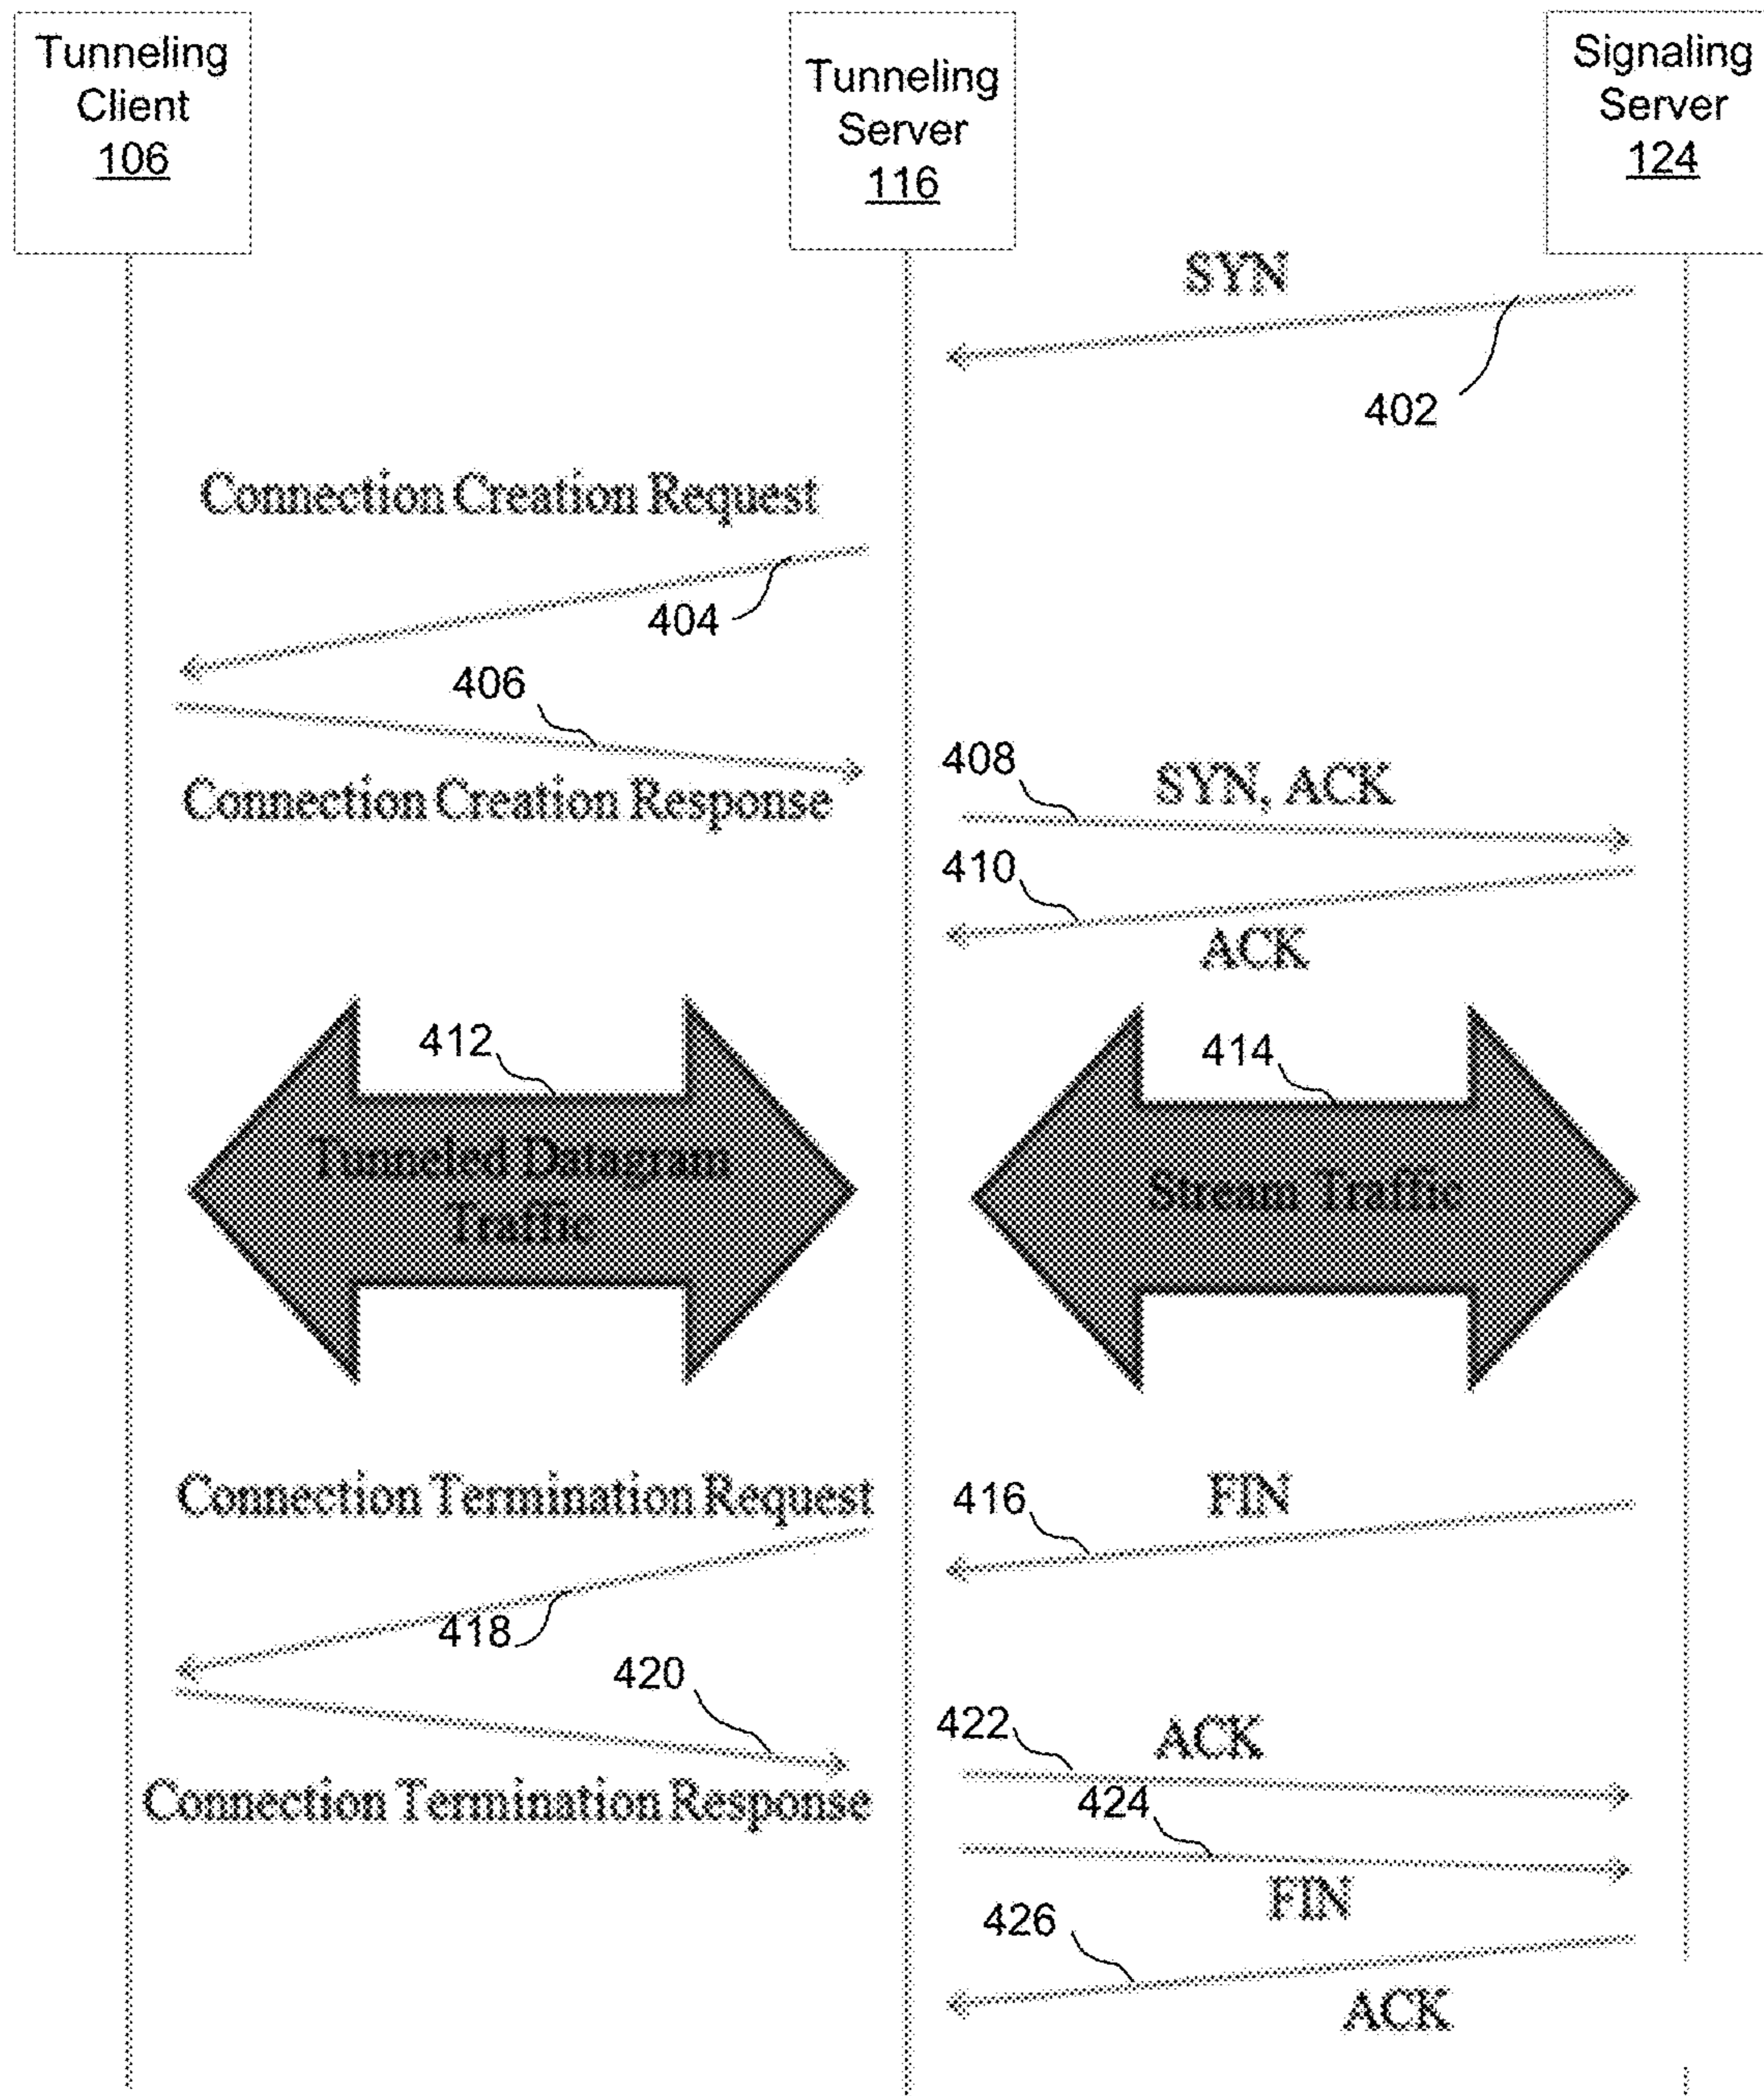 Tunneling
Client
106
Tunneling
Server
116
Signaling
Server
124
SYN
402
Connection Creation Request
404
406
Connection Creation Response
408
SYN, ACK
410
ACK
412
Tunneled Datagram
Traffic
414
Stream Traffic
Connection Termination Request
416
FIN
418
420
Connection Termination Response
422
ACK
424
FIN
426
ACK